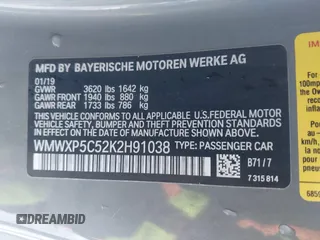 MFD BY: BAYERISCHE MOTOREN WERKE AG
01/19
GVWR 3620 lbs 1642 kg
GAWR FRONT 1940 lbs 880 kg
GAWR REAR 1733 lbs 786 kg
THIS VEHICLE CONFORMS TO ALL APPLICABLE
U.S.FEDERAL MOTOR
VEHICLE SAFETY, BUMPER, AND THEFT PREVENTION
STANDARDS IN EFFECT ON THE DATE OF
MANUFACTURE SHOWN ABOVE.
WMWXP5C52K2H91038 TYPE: PASSENGER CAR
B71 / 7
7 315 814